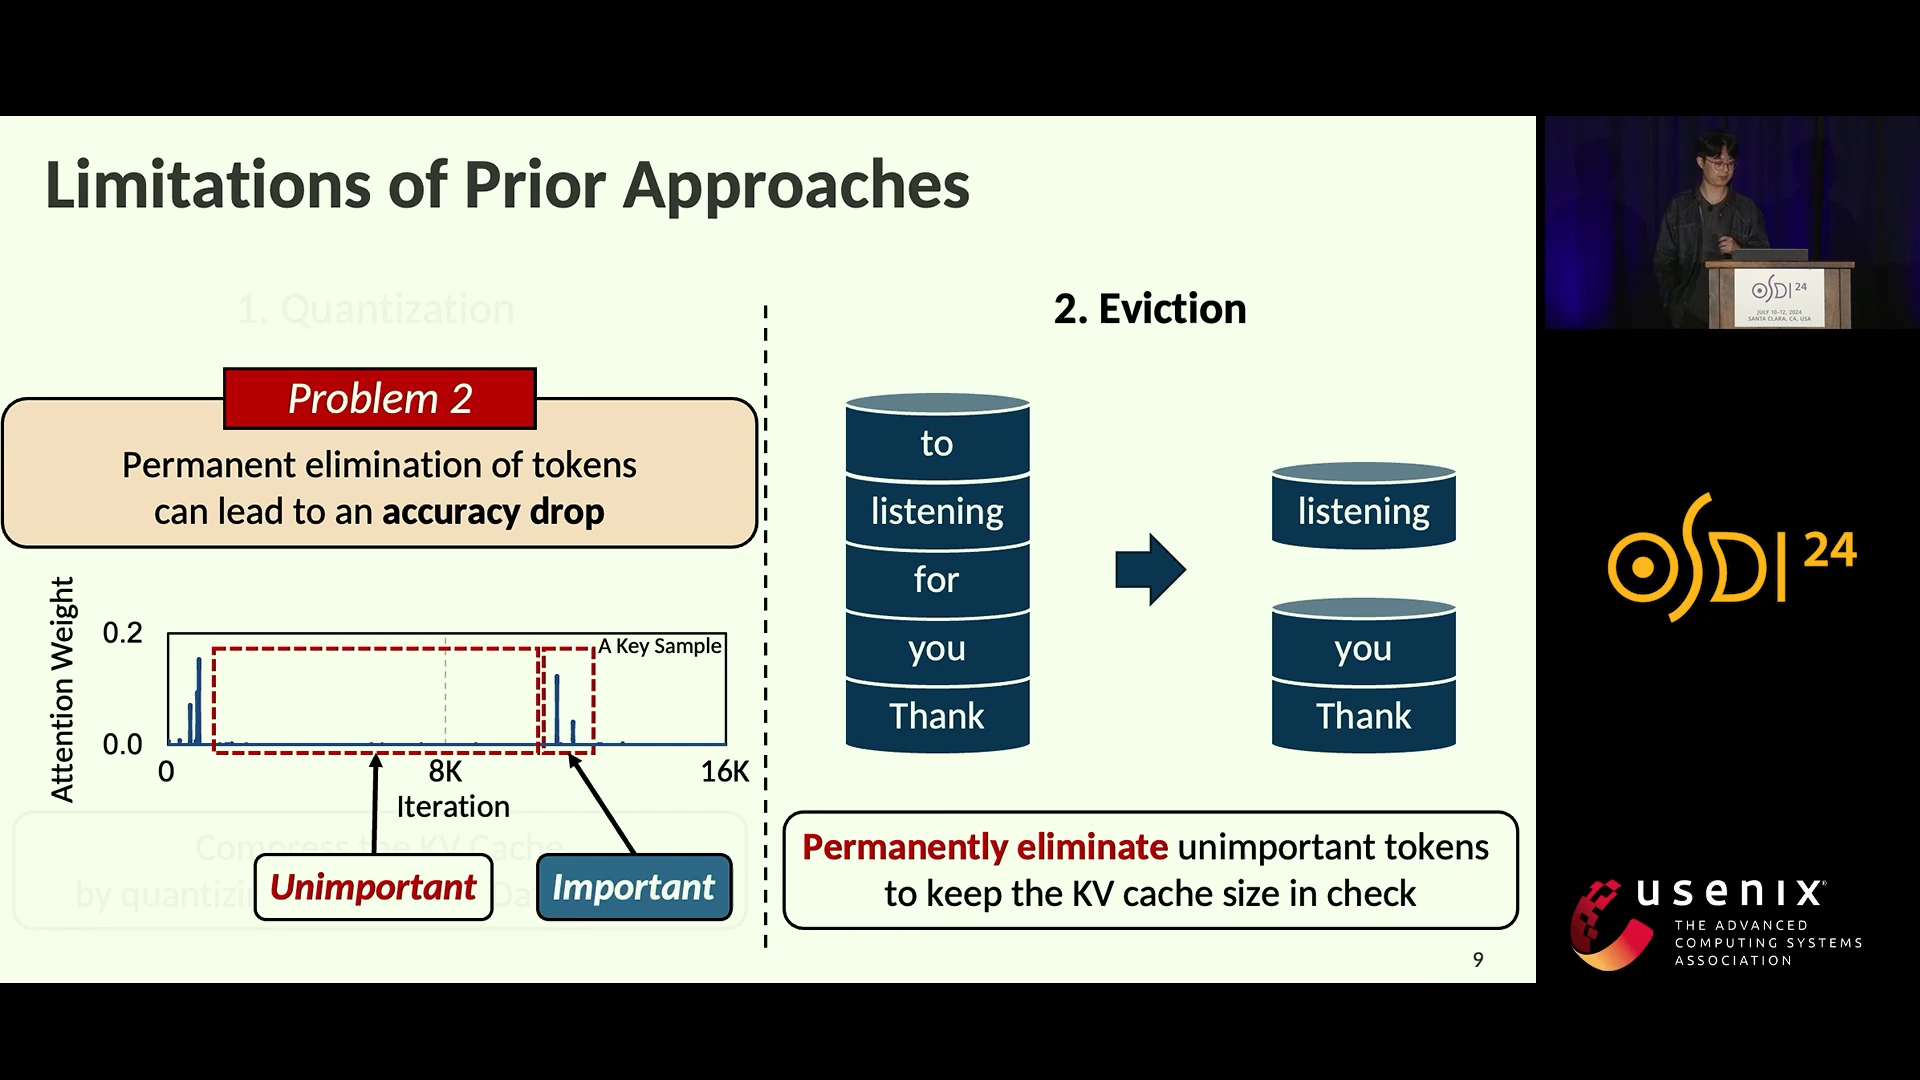 Limitations of Prior Approaches
1. Quantization
2. Eviction
Problem 2
Permanent elimination of tokens
can lead to an accuracy drop
Attention Weight
0.2
0.0
A Key Sample
0
8K
16K
Iteration
Compress the KV Cache
by quantizi
Da
Unimportant
Important
to
listening
for
you
Thank
listening
you
Thank
Permanently eliminate unimportant tokens
to keep the KV cache size in check
9
OSDI 24
JULY 10-12, 2024
SANTA CLARA, CA, USA
OSDI 24
usenix
THE ADVANCED
COMPUTING SYSTEMS
ASSOCIATION